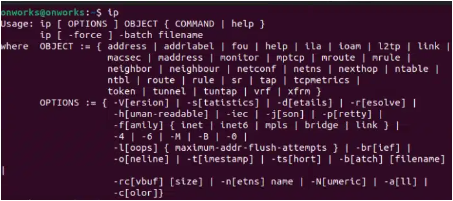 onworks@onworks:~$ ip
Usage: ip [ OPTIONS ] OBJECT { COMMAND | help }
       ip [ -force ] -batch filename
where  OBJECT := { address | addrlabel | fou | help | ila | ioam | l2tp | link |
                   macsec | maddress | monitor | mptcp | mroute | mrule |
                   neighbor | neighbour | netconf | netns | nexthop | ntable |
                   ntbl | route | rule | sr | tap | tcpmetrics |
                   token | tunnel | tuntap | vrf | xfrm }
       OPTIONS := { -V[ersion] | -s[tatistics] | -d[etails] | -r[esolve] |
                    -h[uman-readable] | -iec | -j[son] | -p[retty] |
                    -f[amily] { inet | inet6 | mpls | bridge | link } |
                    -4 | -6 | -M | -B | -0 |
                    -l[oops] { maximum-addr-flush-attempts } | -br[ief] |
                    -o[neline] | -t[imestamp] | -ts[hort] | -b[atch] [filename]
|
                    -rc[vbuf] [size] | -n[etns] name | -N[umeric] | -a[ll] |
                    -c[olor]}